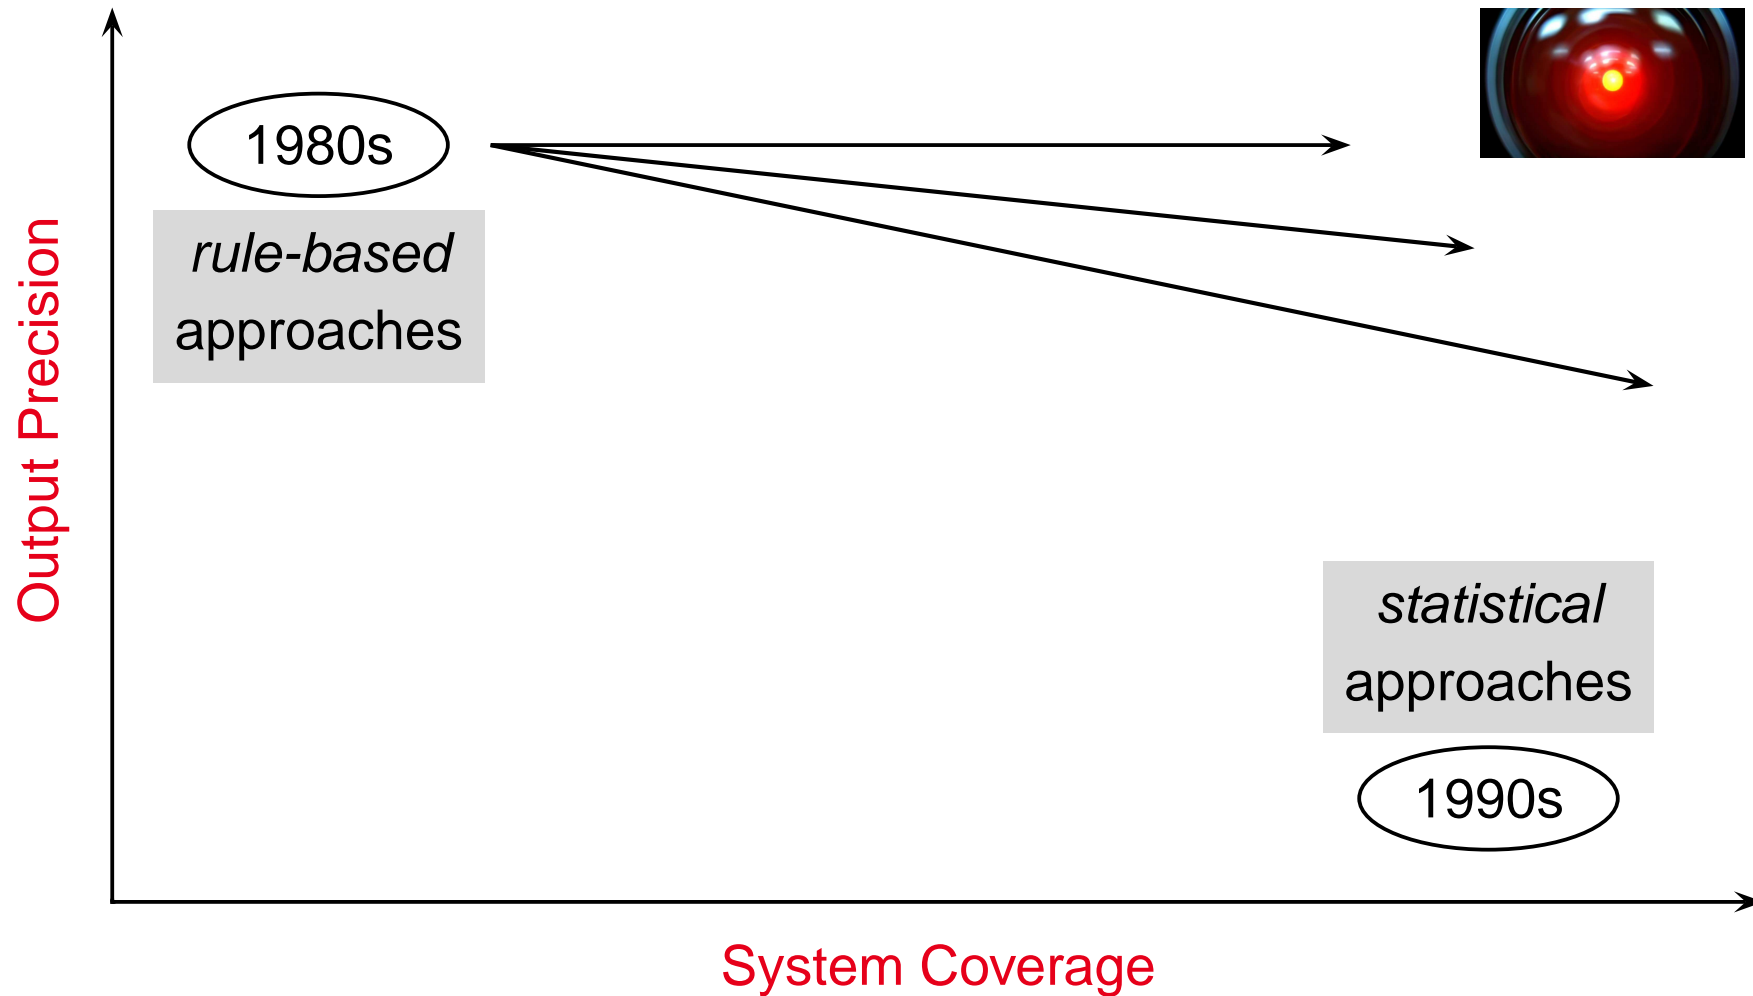 1980s
rule-based
approaches
Output Precision
statistical
approaches
1990s
System Coverage